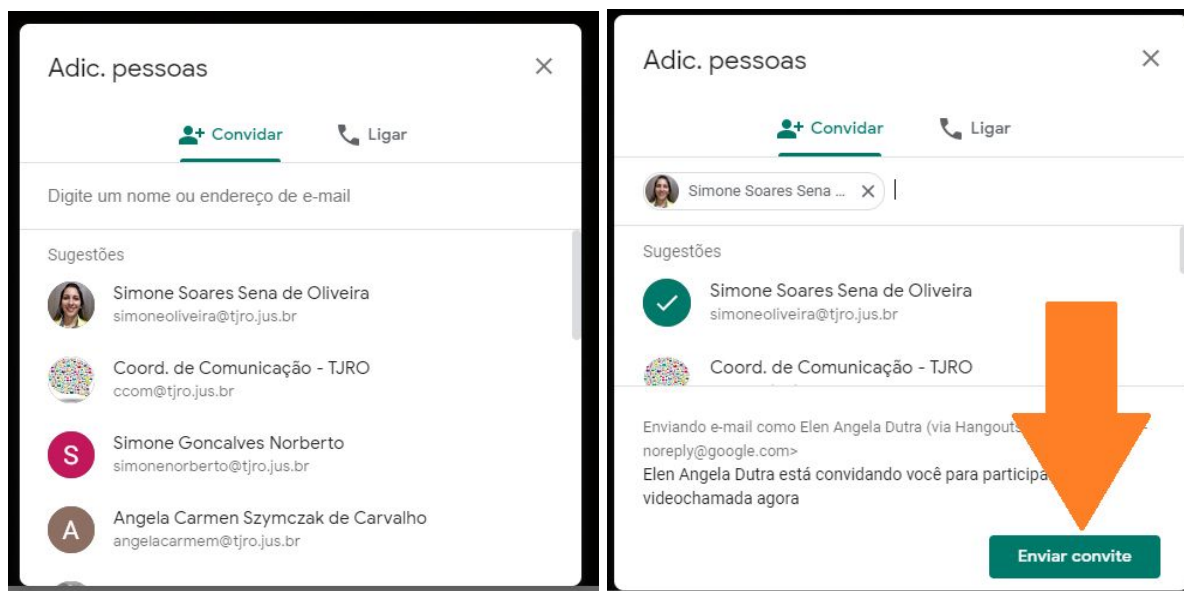 Adic. pessoas
Convidar
Ligar
Digite um nome ou endereço de e-mail
Sugestões
Simone Soares Sena de Oliveira
simoneoliveira@tjro.jus.br
Coord. de Comunicação - TJRO
ccom@tjro.jus.br
S
Simone Goncalves Norberto
simonenorberto@tjro.jus.br
A
Angela Carmen Szymczak de Carvalho
angelacarmem@tjro.jus.br
Adic. pessoas
Convidar
Ligar
Simone Soares Sena ...
Sugestões
Simone Soares Sena de Oliveira
simoneoliveira@tjro.jus.br
Coord. de Comunicação - TJRO
Enviando e-mail como Elen Angela Dutra (via Hangouts
noreply@google.com>
Elen Angela Dutra está convidando você para
videochamada agora
Enviar convite